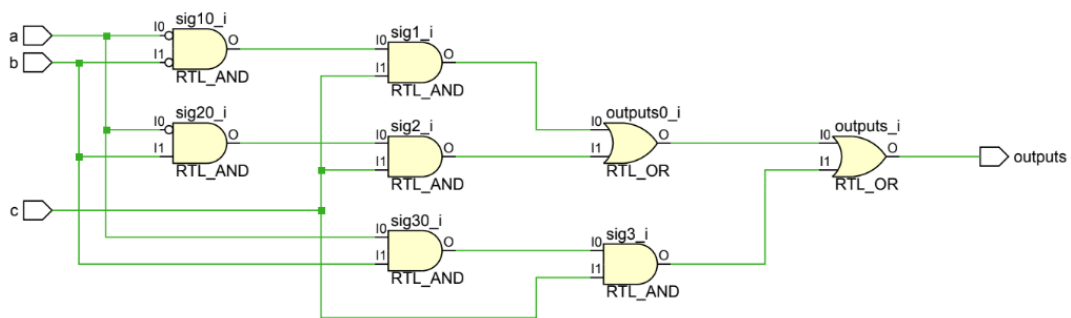 sig10_i
a
I0
O
I1
RTL_AND
b
sig1_i
I0
O
I1
RTL_AND
sig20_i
I0
O
I1
RTL_AND
sig2_i
I0
O
I1
RTL_AND
outputs0_i
I0
O
I1
RTL_OR
outputs_i
I0
O
I1
RTL_OR
outputs
c
sig30_i
I0
O
I1
RTL_AND
sig3_i
I0
O
I1
RTL_AND